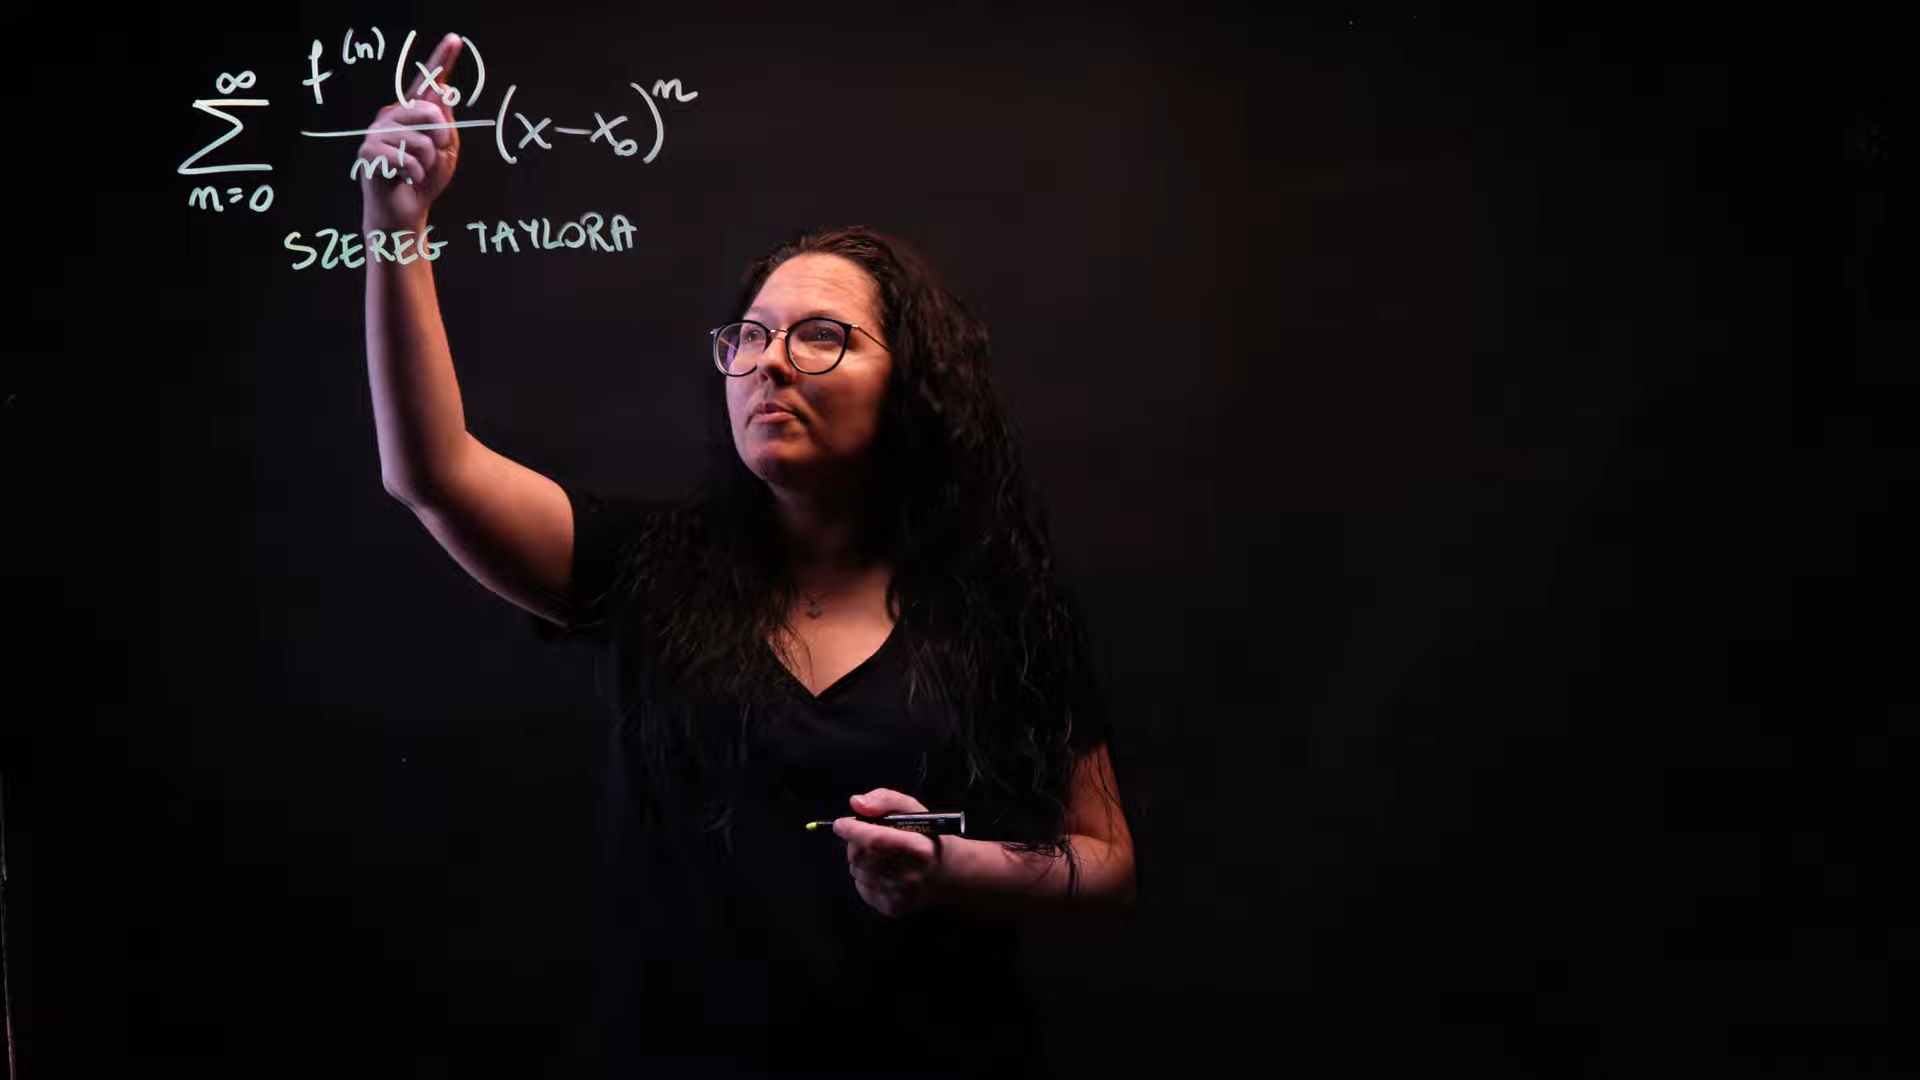 ∞
∑ f^(n)(x₀)/n! (x−x₀)^n
n=0
SZEREG TAYLORA